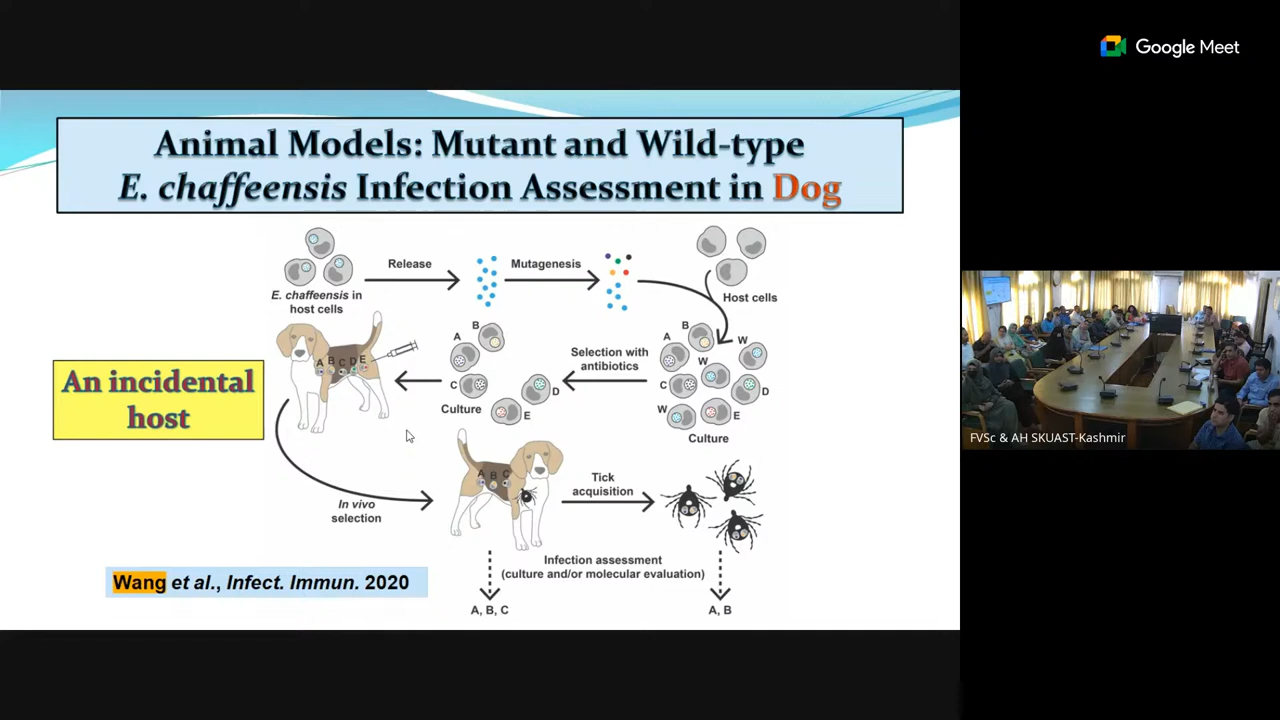 Google Meet
Animal Models: Mutant and Wild-type
E. chaffeensis Infection Assessment in Dog
Release
Mutagenesis
E. chaffeensis in
host cells
Host cells
A
B
C
D
E
Culture
Selection with
antibiotics
A
B
W
W
C
D
W
E
Culture
A B C D E
An incidental
host
In vivo
selection
A B C
Tick
acquisition
Infection assessment
(culture and/or molecular evaluation)
A, B, C
A, B
Wang et al., Infect. Immun. 2020
FVSc & AH SKUAST-Kashmir